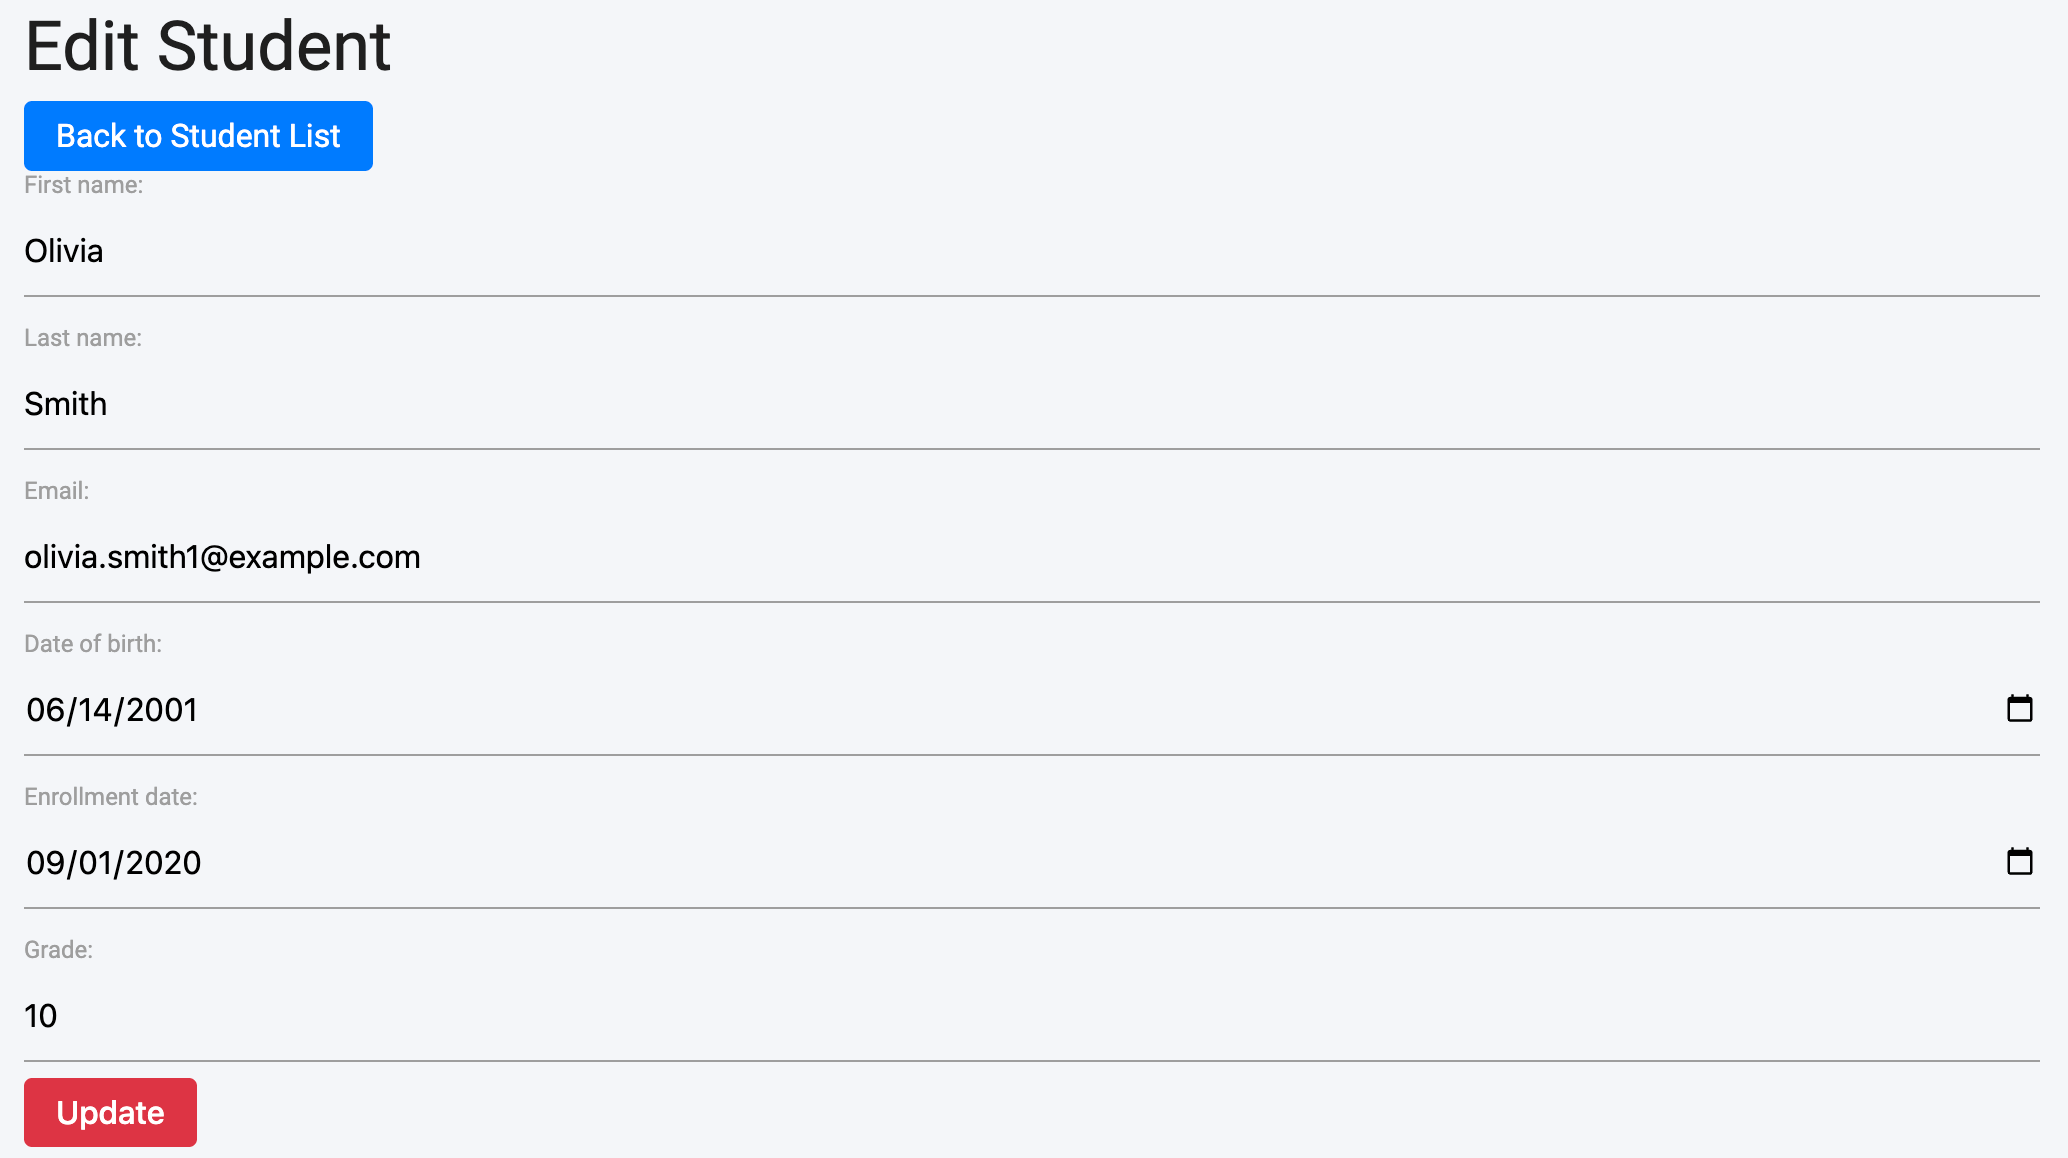 Edit Student
Back to Student List
First name:
Olivia
Last name:
Smith
Email:
olivia.smith1@example.com
Date of birth:
06/14/2001
Enrollment date:
09/01/2020
Grade:
10
Update